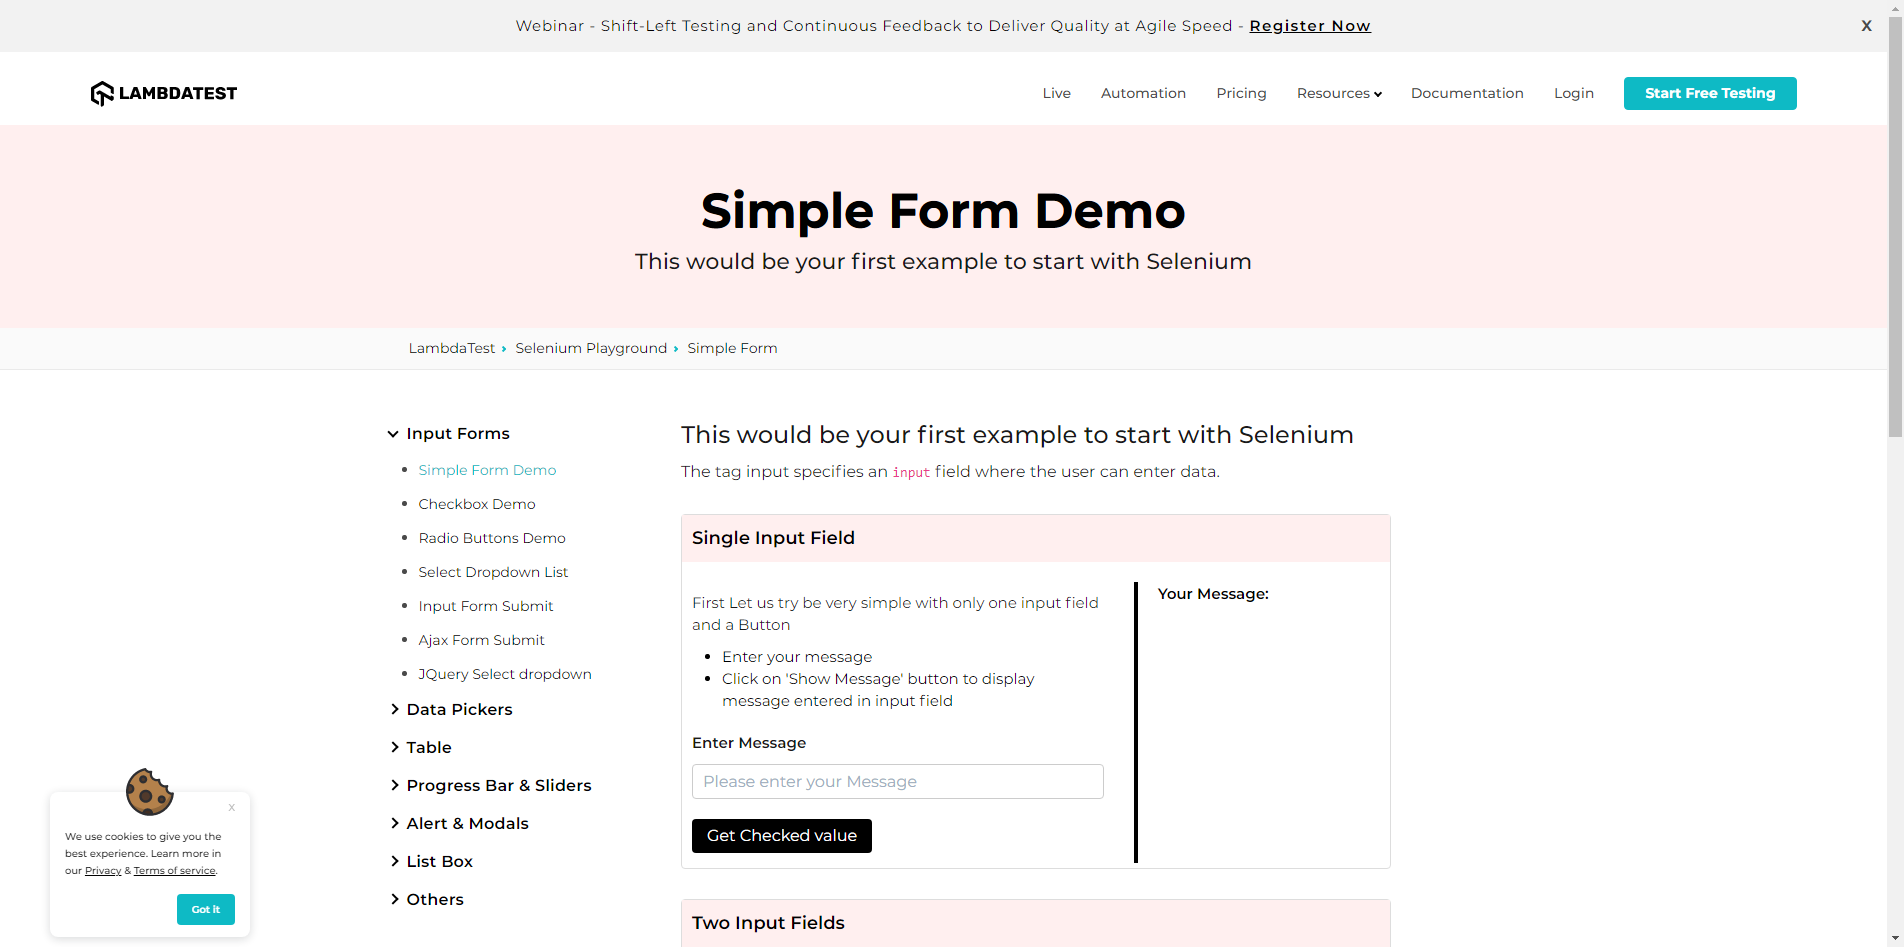 Webinar - Shift-Left Testing and Continuous Feedback to Deliver Quality at Agile Speed - Register Now
X
LAMBDATEST
Live
Automation
Pricing
Resources
Documentation
Login
Start Free Testing
Simple Form Demo
This would be your first example to start with Selenium
LambdaTest
Selenium Playground
Simple Form
Input Forms
Simple Form Demo
Checkbox Demo
Radio Buttons Demo
Select Dropdown List
Input Form Submit
Ajax Form Submit
JQuery Select dropdown
Data Pickers
Table
Progress Bar & Sliders
Alert & Modals
List Box
Others
This would be your first example to start with Selenium
The tag input specifies an input field where the user can enter data.
Single Input Field
First Let us try be very simple with only one input field
and a Button
Enter your message
Click on 'Show Message' button to display
message entered in input field
Enter Message
Please enter your Message
Get Checked value
Your Message:
Two Input Fields
x
We use cookies to give you the
best experience. Learn more in
our Privacy & Terms of service.
Got it